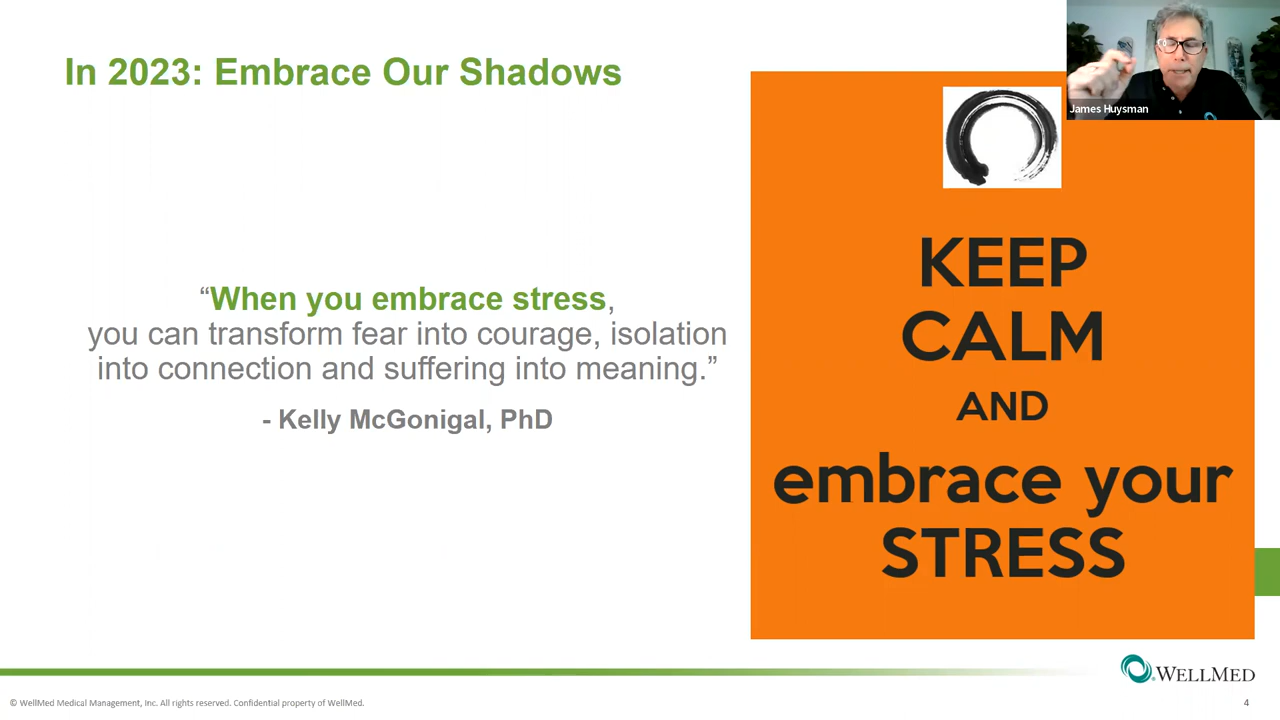 In 2023: Embrace Our Shadows
“When you embrace stress,
you can transform fear into courage, isolation
into connection and suffering into meaning.”
- Kelly McGonigal, PhD
James Huysman
KEEP
CALM
AND
embrace your
STRESS
WELLMED
© WellMed Medical Management, Inc. All rights reserved. Confidential property of WellMed.
4